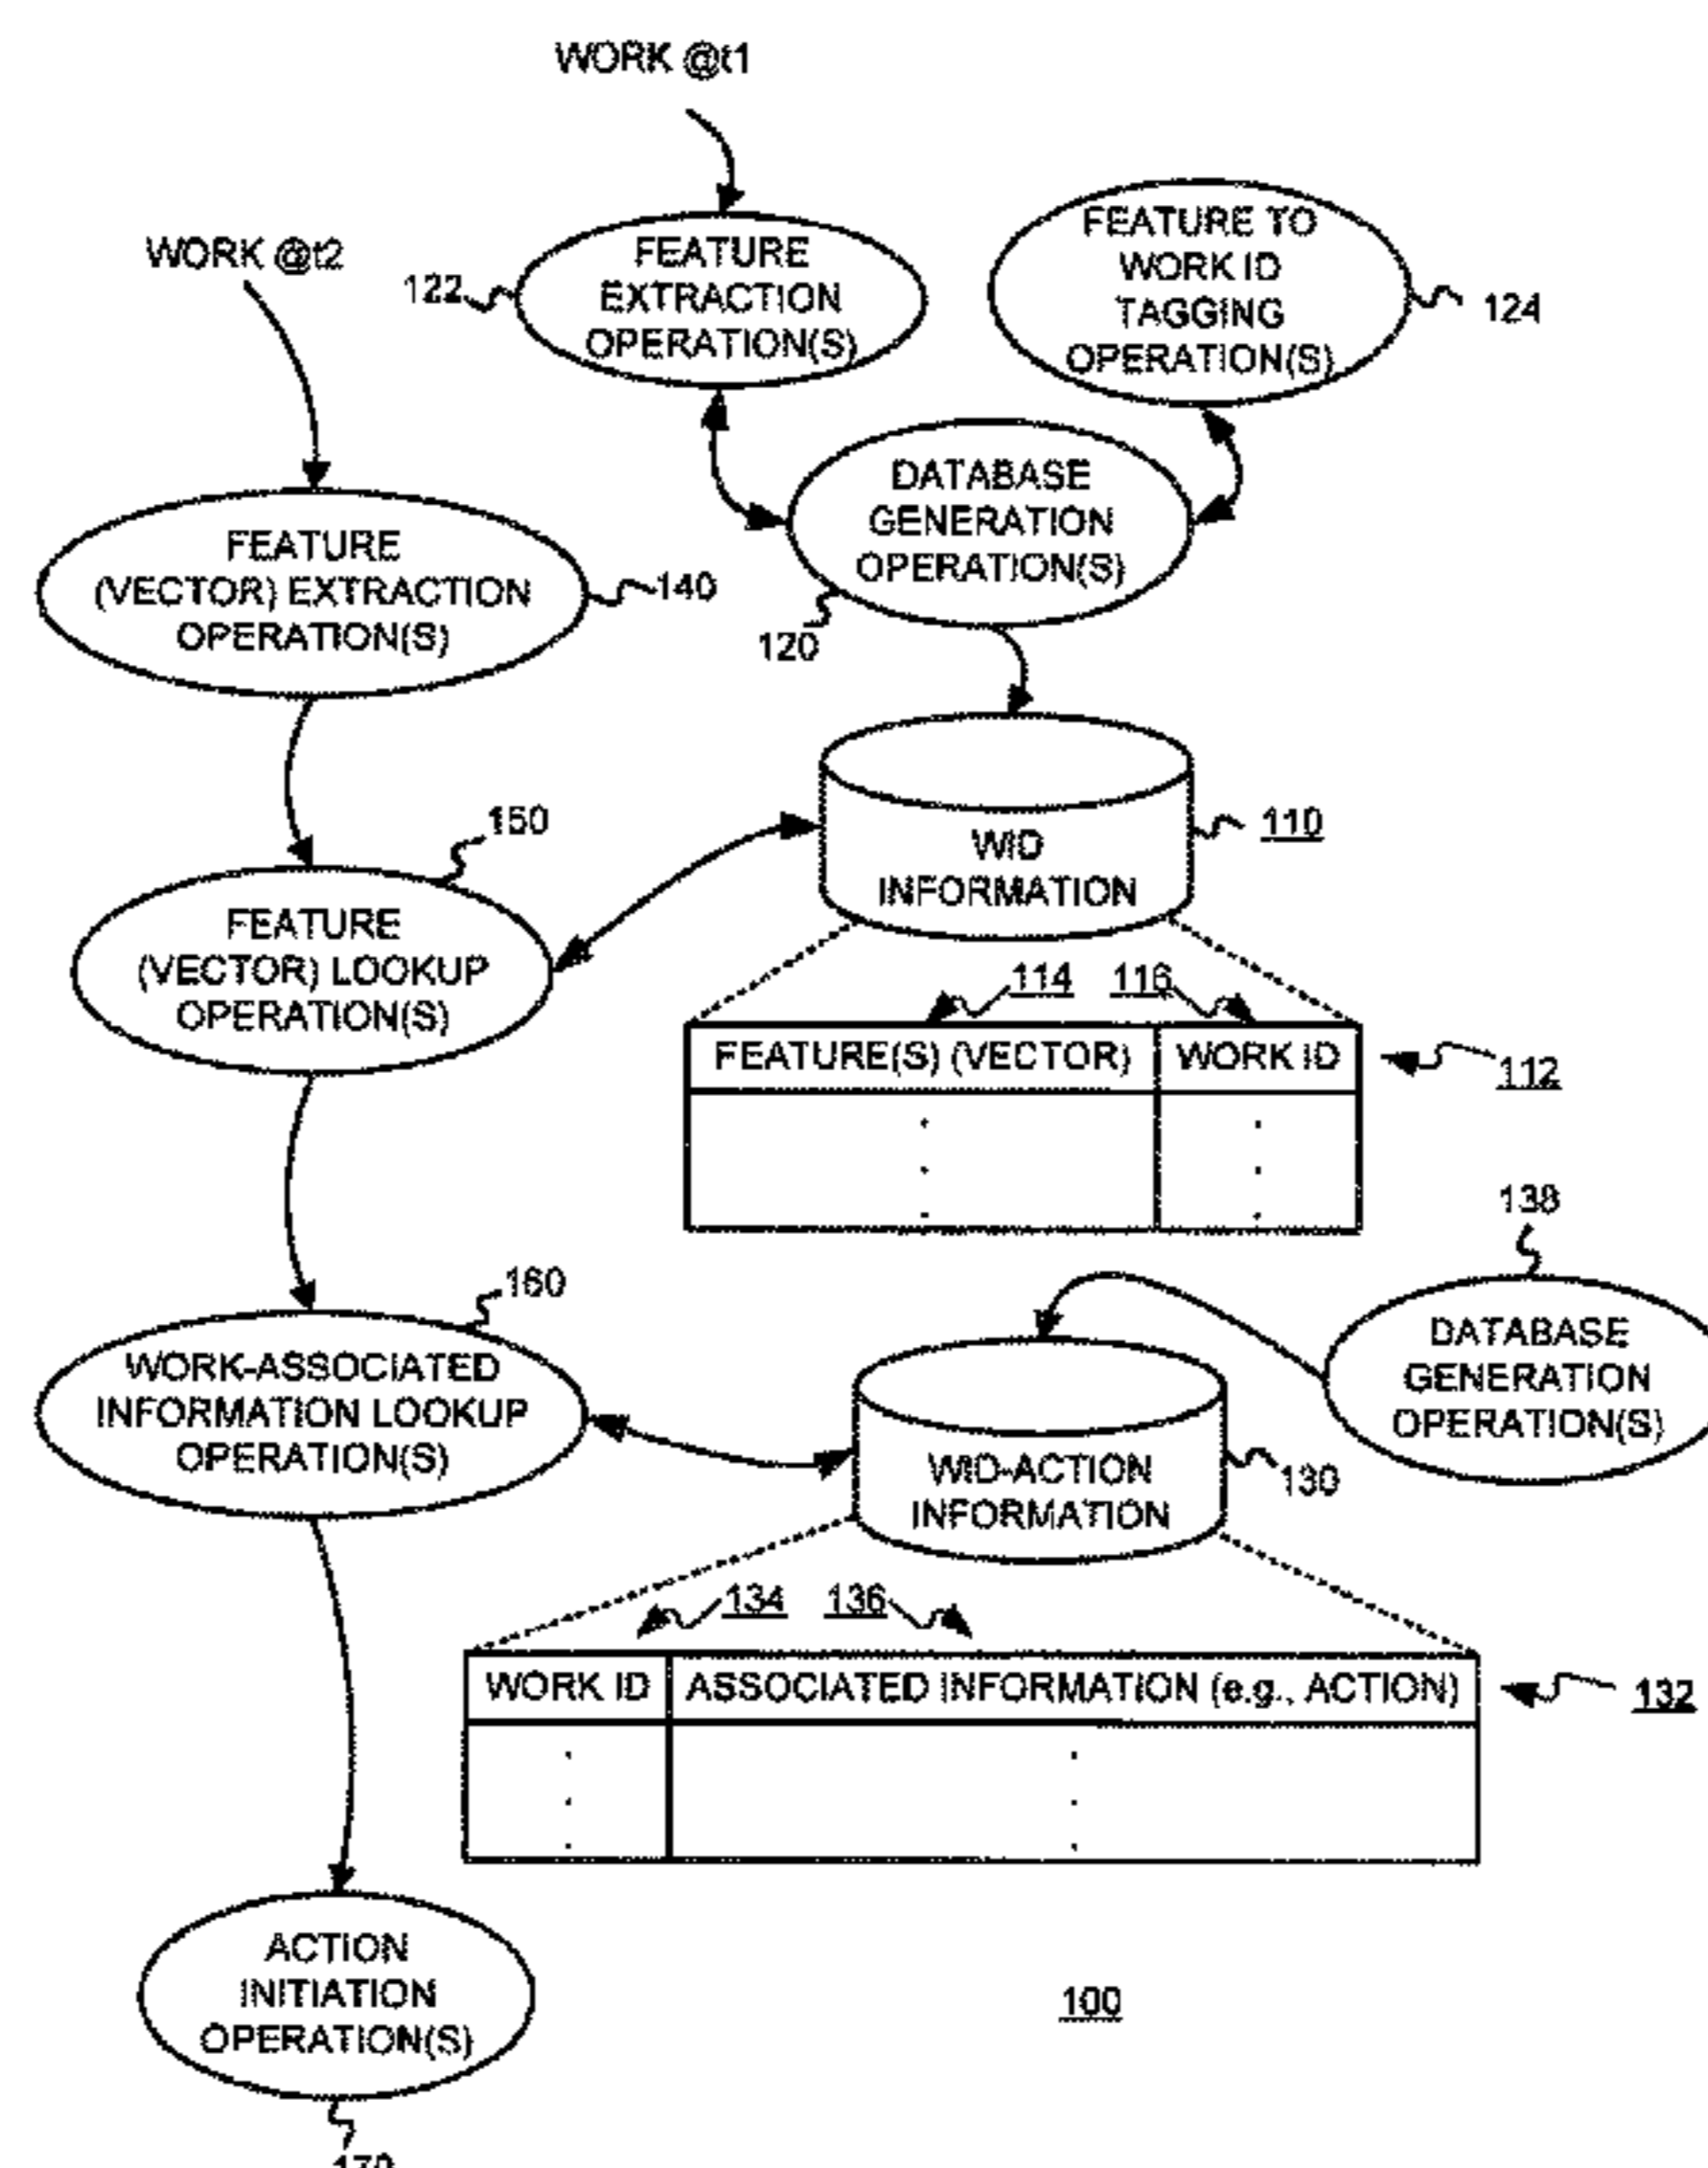 WORK @t1
WORK @t2
122
FEATURE
EXTRACTION
OPERATION(S)
FEATURE TO
WORK ID
TAGGING
OPERATION(S)
124
DATABASE
GENERATION
OPERATION(S)
120
FEATURE
(VECTOR) EXTRACTION
OPERATION(S)
140
150
FEATURE
(VECTOR) LOOKUP
OPERATION(S)
WID
INFORMATION
110
114 116
FEATURE(S) (VECTOR) WORK ID
112
.
.
.
.
.
.
138
DATABASE
GENERATION
OPERATION(S)
160
WORK-ASSOCIATED
INFORMATION LOOKUP
OPERATION(S)
WID-ACTION
INFORMATION
130
134 136
WORK ID ASSOCIATED INFORMATION (e.g., ACTION)
132
.
.
.
.
.
.
ACTION
INITIATION
OPERATION(S)
100
170